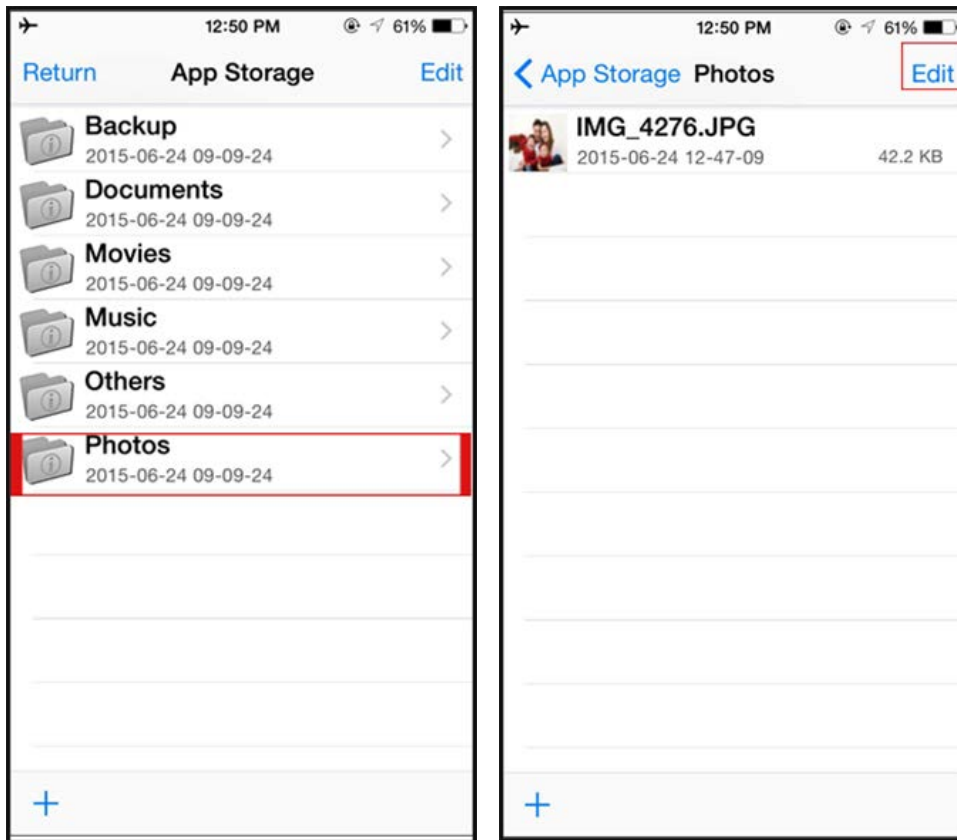 12:50 PM 61%
Return App Storage Edit
Backup
2015-06-24 09-09-24
Documents
2015-06-24 09-09-24
Movies
2015-06-24 09-09-24
Music
2015-06-24 09-09-24
Others
2015-06-24 09-09-24
Photos
2015-06-24 09-09-24
+
12:50 PM 61%
App Storage Photos Edit
IMG_4276.JPG
2015-06-24 12-47-09 42.2 KB
+